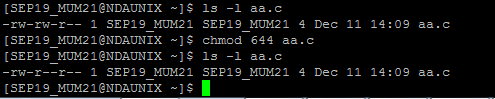 [SEP19_MUM21@NDAUNIX ~]$ ls -l aa.c
-rw-rw-r-- 1 SEP19_MUM21 SEP19_MUM21 4 Dec 11 14:09 aa.c
[SEP19_MUM21@NDAUNIX ~]$ chmod 644 aa.c
[SEP19_MUM21@NDAUNIX ~]$ ls -l aa.c
-rw-r--r-- 1 SEP19_MUM21 SEP19_MUM21 4 Dec 11 14:09 aa.c
[SEP19_MUM21@NDAUNIX ~]$